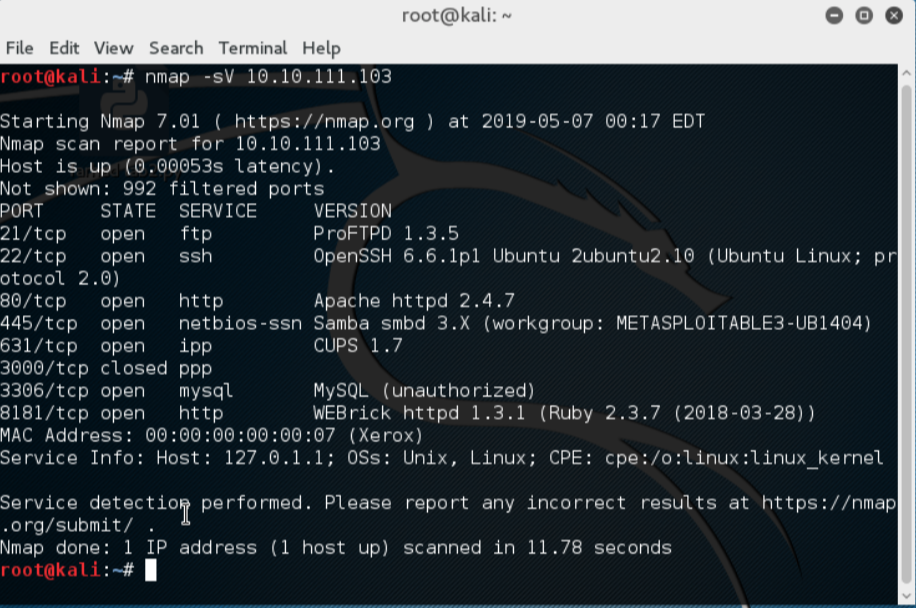 root@kali: ~
File Edit View Search Terminal Help
root@kali:~# nmap -sV 10.10.111.103
Starting Nmap 7.01 ( https://nmap.org ) at 2019-05-07 00:17 EDT
Nmap scan report for 10.10.111.103
Host is up (0.00053s latency).
Not shown: 992 filtered ports
PORT     STATE  SERVICE     VERSION
21/tcp   open   ftp         ProFTPD 1.3.5
22/tcp   open   ssh         OpenSSH 6.6.1p1 Ubuntu 2ubuntu2.10 (Ubuntu Linux; pr
otocol 2.0)
80/tcp   open   http        Apache httpd 2.4.7
445/tcp  open   netbios-ssn Samba smbd 3.X (workgroup: METASPLOITABLE3-UB1404)
631/tcp  open   ipp         CUPS 1.7
3000/tcp closed ppp
3306/tcp open   mysql       MySQL (unauthorized)
8181/tcp open   http        WEBrick httpd 1.3.1 (Ruby 2.3.7 (2018-03-28))
MAC Address: 00:00:00:00:00:07 (Xerox)
Service Info: Host: 127.0.1.1; OSs: Unix, Linux; CPE: cpe:/o:linux:linux_kernel
Service detection performed. Please report any incorrect results at https://nmap
.org/submit/ .
Nmap done: 1 IP address (1 host up) scanned in 11.78 seconds
root@kali:~#